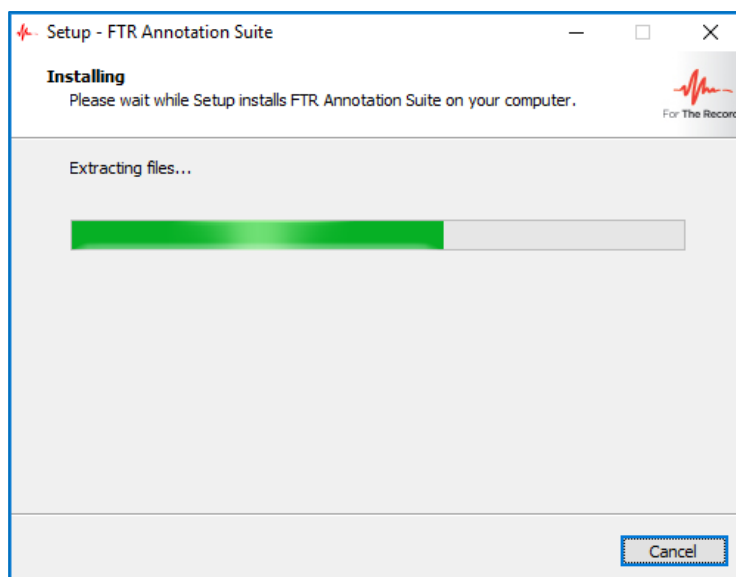 Setup - FTR Annotation Suite
Installing
Please wait while Setup installs FTR Annotation Suite on your computer.
For The Record
Extracting files...
Cancel